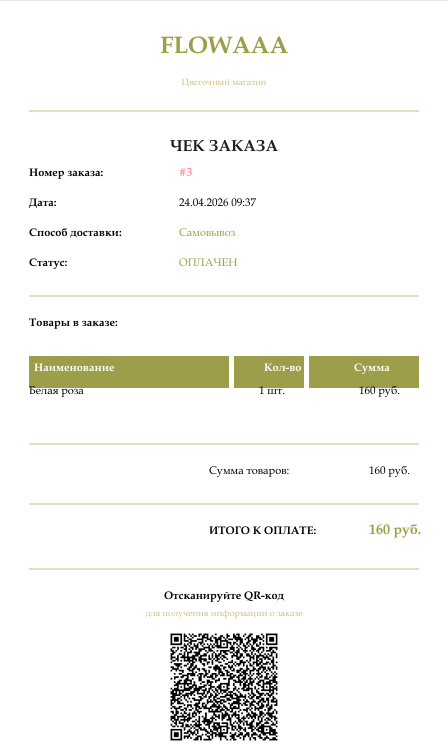 FLOWAAA
Цветочный магазин
ЧЕК ЗАКАЗА
Номер заказа: #3
Дата: 24.04.2026 09:37
Способ доставки: Самовывоз
Статус: ОПЛАЧЕН
Товары в заказе:
Наименование Кол-во Сумма
Белая роза 1 шт. 160 руб.
Сумма товаров: 160 руб.
ИТОГО К ОПЛАТЕ: 160 руб.
Отсканируйте QR-код
для получения информации о заказе